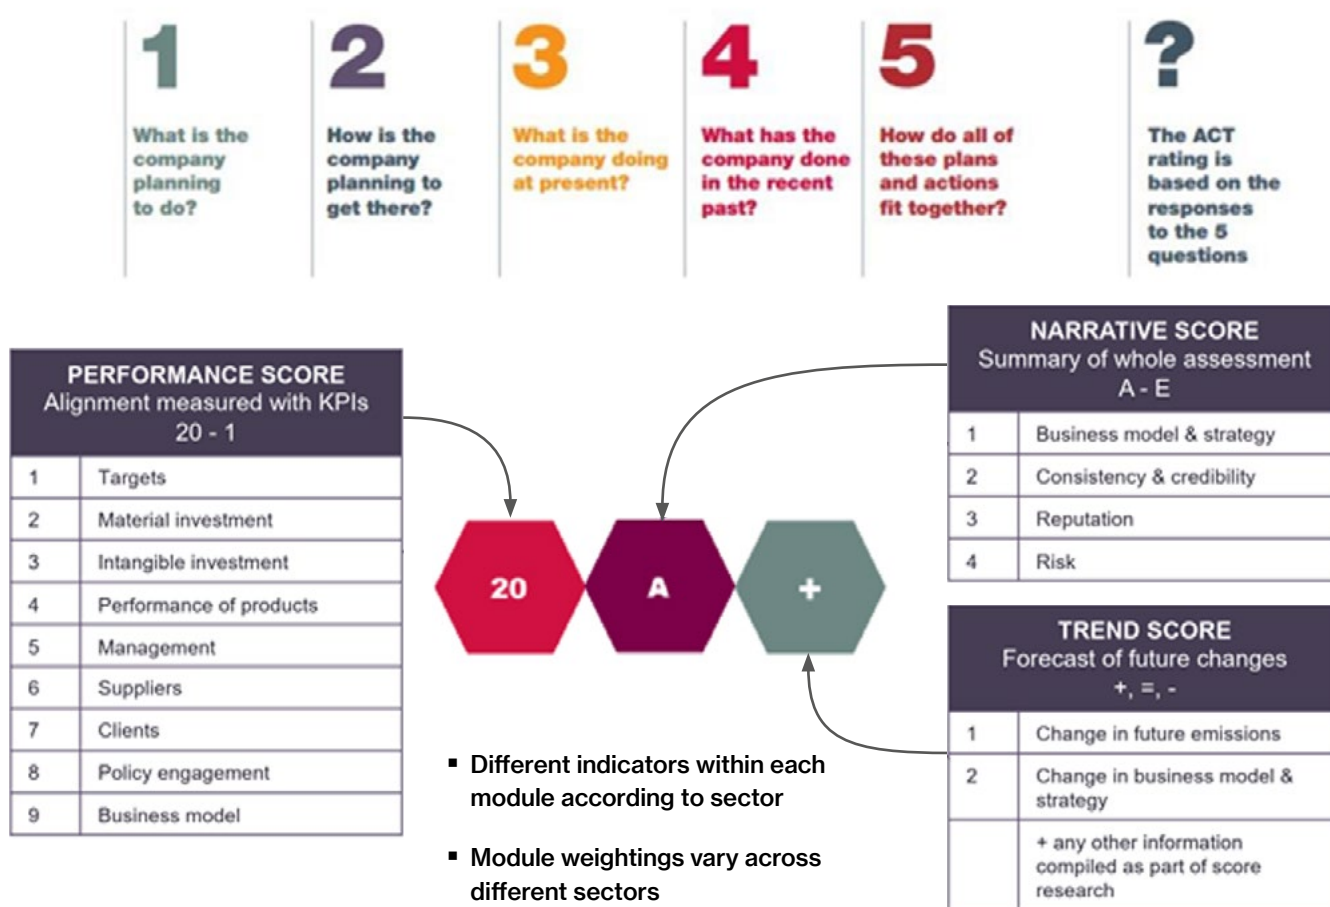 1
What is the
company
planning
to do?
2
How is the
company
planning to
get there?
3
What is the
company doing
at present?
4
What has the
company done
in the recent
past?
5
How do all of
these plans
and actions
fit together?
?
The ACT
rating is
based on the
responses
to the 5
questions
PERFORMANCE SCORE
Alignment measured with KPIs
20 - 1
1 Targets
2 Material investment
3 Intangible investment
4 Performance of products
5 Management
6 Suppliers
7 Clients
8 Policy engagement
9 Business model
20 A +
▪ Different indicators within each
module according to sector
▪ Module weightings vary across
different sectors
NARRATIVE SCORE
Summary of whole assessment
A - E
1 Business model & strategy
2 Consistency & credibility
3 Reputation
4 Risk
TREND SCORE
Forecast of future changes
+, =, -
1 Change in future emissions
2 Change in business model &
strategy
+ any other information
compiled as part of score
research